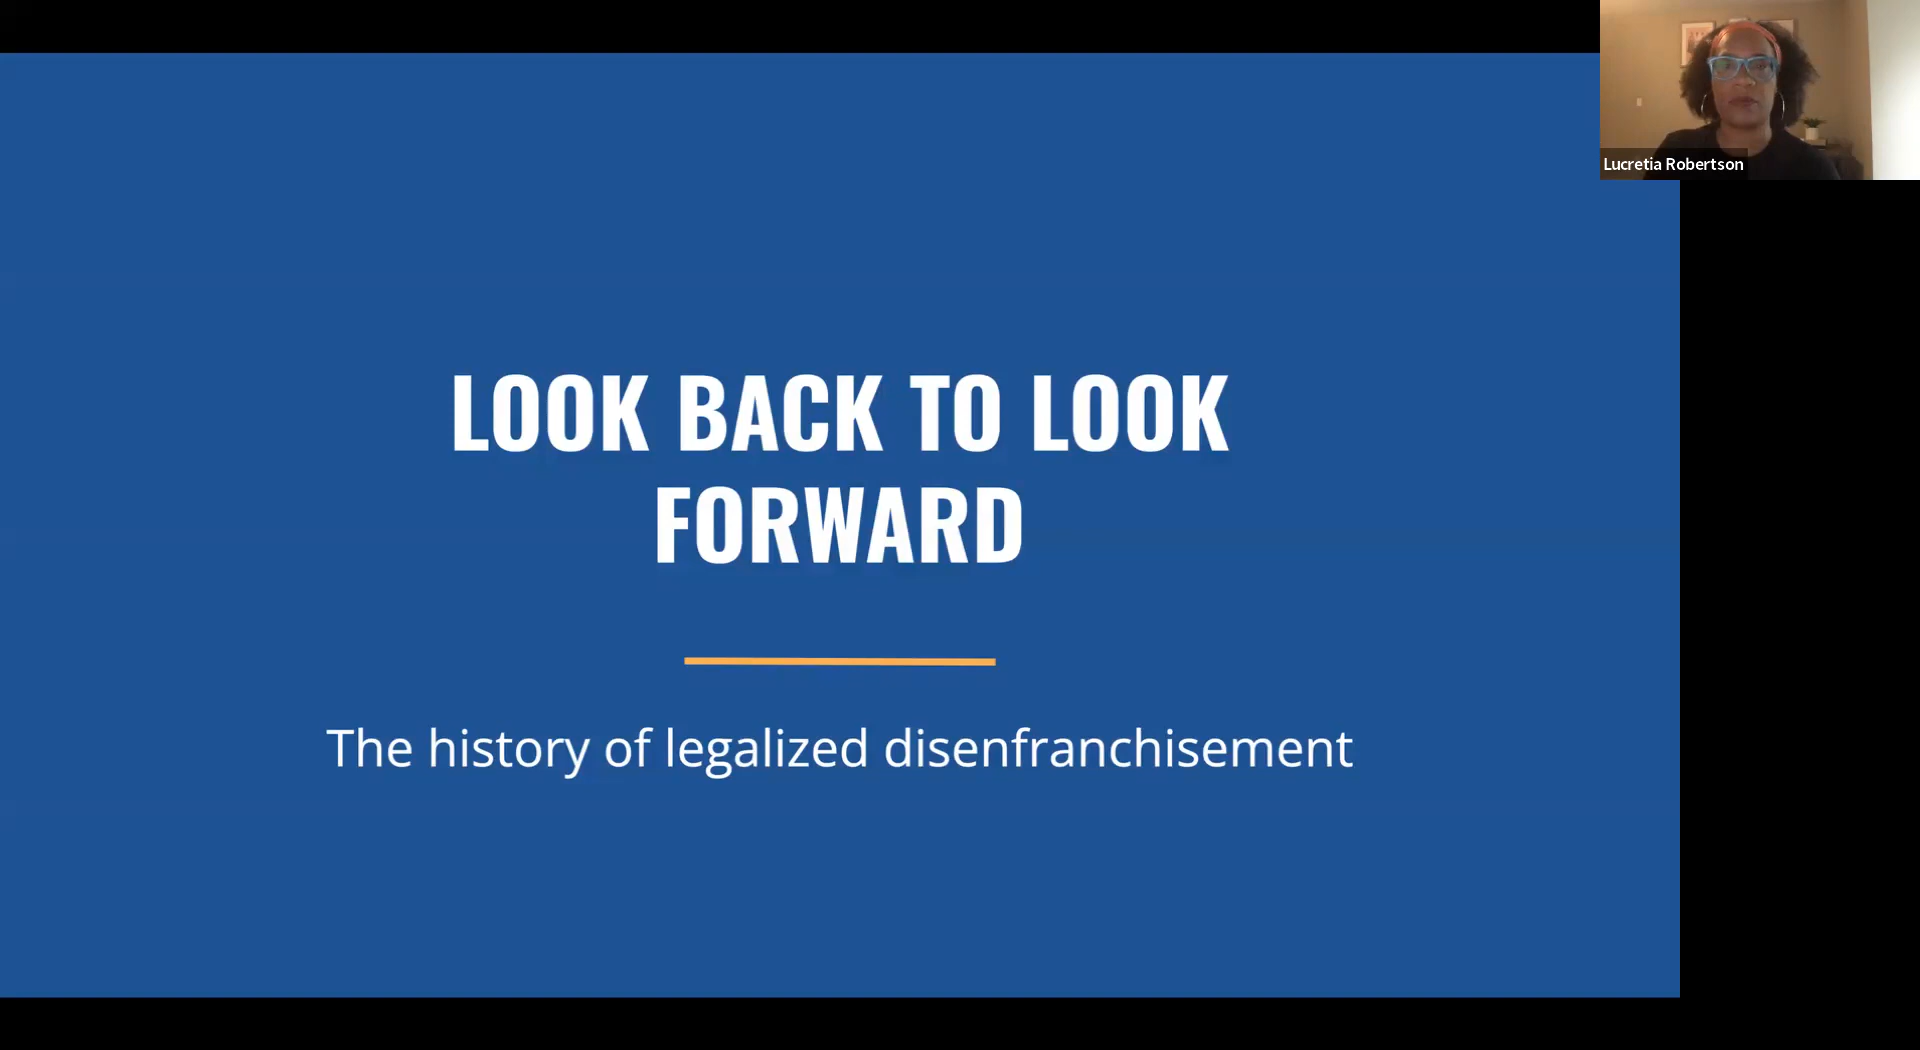 LOOK BACK TO LOOK
FORWARD
The history of legalized disenfranchisement
Lucretia Robertson